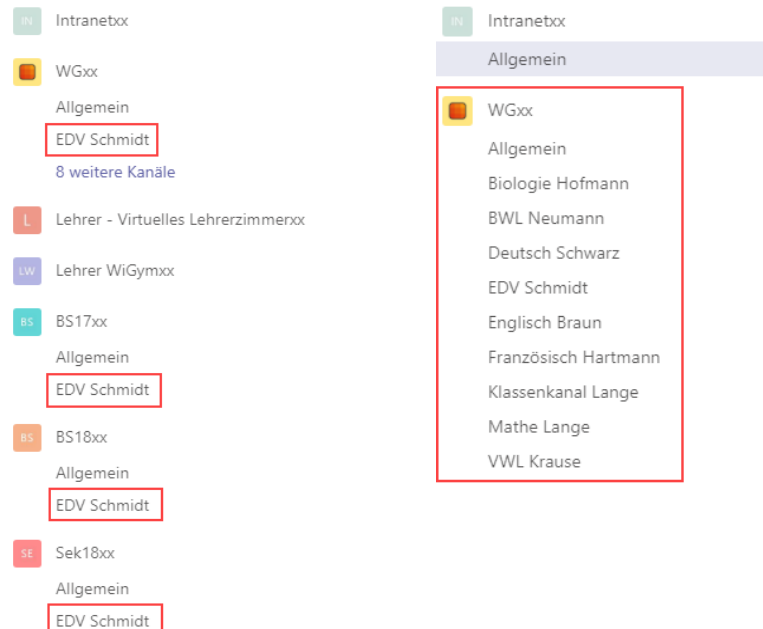 IN Intranetxx
WGxx
Allgemein
EDV Schmidt
8 weitere Kanäle
L Lehrer - Virtuelles Lehrerzimmerxx
LW Lehrer WiGymxx
BS BS17xx
Allgemein
EDV Schmidt
BS BS18xx
Allgemein
EDV Schmidt
SE Sek18xx
Allgemein
EDV Schmidt
IN Intranetxx
Allgemein
WGxx
Allgemein
Biologie Hofmann
BWL Neumann
Deutsch Schwarz
EDV Schmidt
Englisch Braun
Französisch Hartmann
Klassenkanal Lange
Mathe Lange
VWL Krause